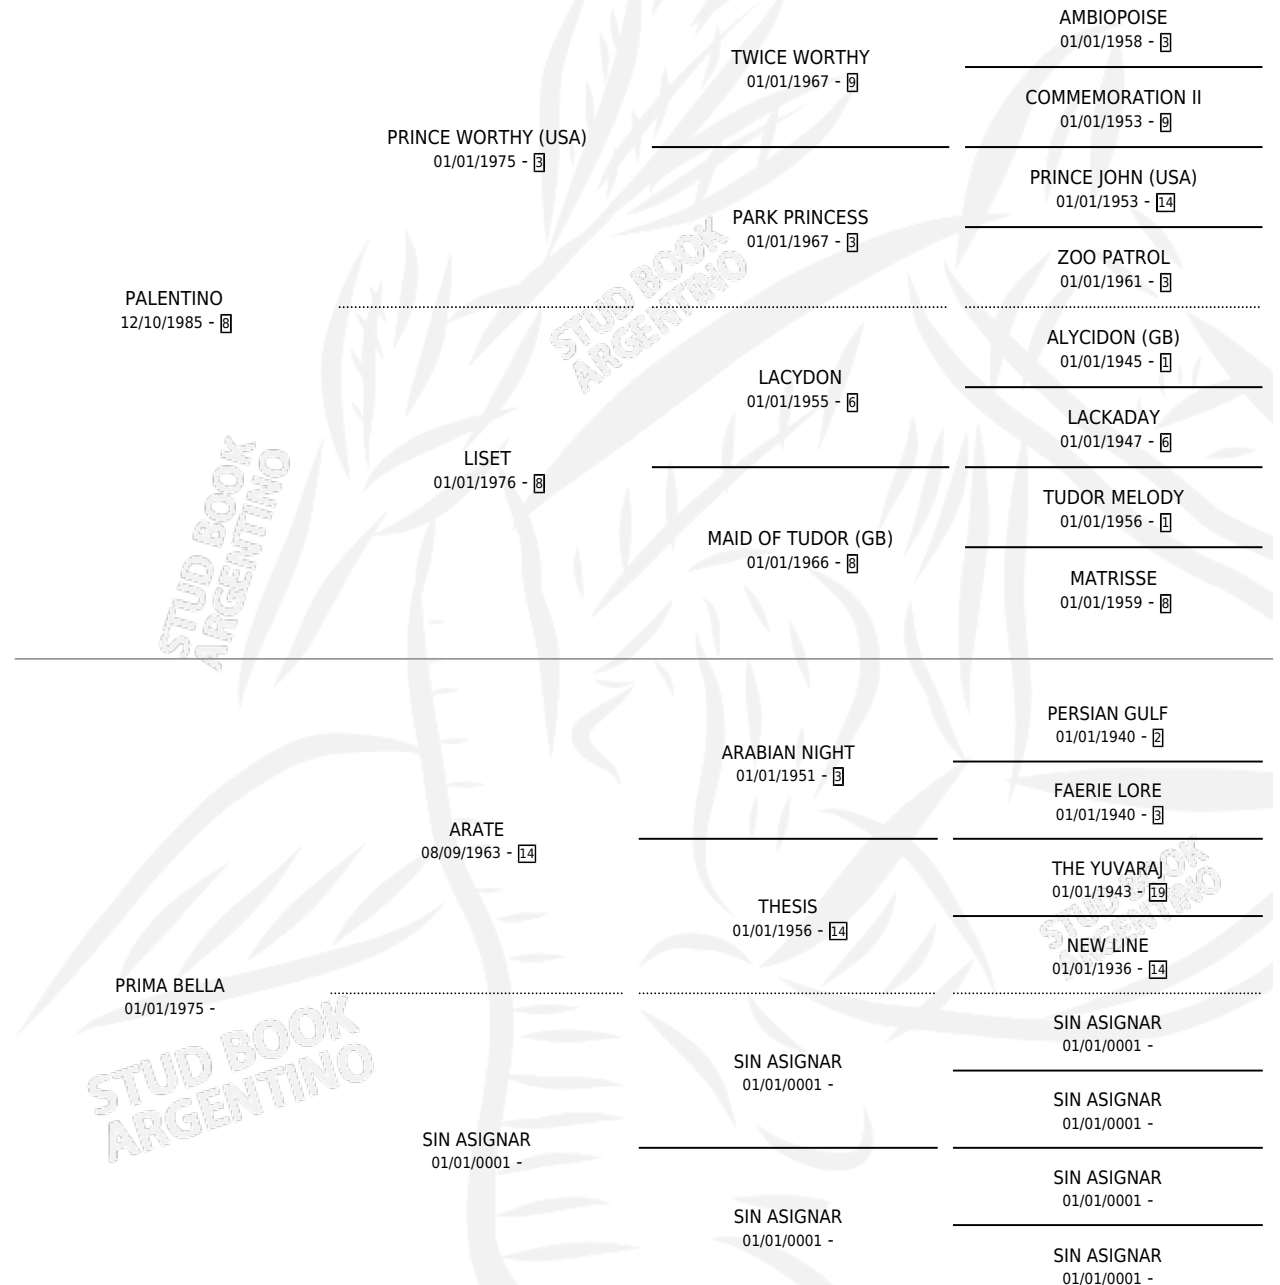 AMBIOPOISE
01/01/1958 - 3
TWICE WORTHY
01/01/1967 - 9
COMMEMORATION II
01/01/1953 - 9
PRINCE WORTHY (USA)
01/01/1975 - 3
PRINCE JOHN (USA)
01/01/1953 - 14
PARK PRINCESS
01/01/1967 - 3
ZOO PATROL
01/01/1961 - 3
PALENTINO
12/10/1985 - 8
STUD BOOK
ARGENTINO
ALYCIDON (GB)
01/01/1945 - 1
LACYDON
01/01/1955 - 6
LACKADAY
01/01/1947 - 6
LISET
01/01/1976 - 8
TUDOR MELODY
01/01/1956 - 1
MAID OF TUDOR (GB)
01/01/1966 - 8
MATRISSE
01/01/1959 - 8
STUD BOOK
ARGENTINO
PERSIAN GULF
01/01/1940 - 2
ARABIAN NIGHT
01/01/1951 - 3
FAERIE LORE
01/01/1940 - 3
ARATE
08/09/1963 - 14
THE YUVARAJ
01/01/1943 - 19
THESIS
01/01/1956 - 14
STUD BOOK
ARGENTINO
NEW LINE
01/01/1936 - 14
PRIMA BELLA
01/01/1975 -
STUD BOOK
ARGENTINO
SIN ASIGNAR
01/01/0001 -
SIN ASIGNAR
01/01/0001 -
SIN ASIGNAR
01/01/0001 -
SIN ASIGNAR
01/01/0001 -
SIN ASIGNAR
01/01/0001 -
SIN ASIGNAR
01/01/0001 -
SIN ASIGNAR
01/01/0001 -